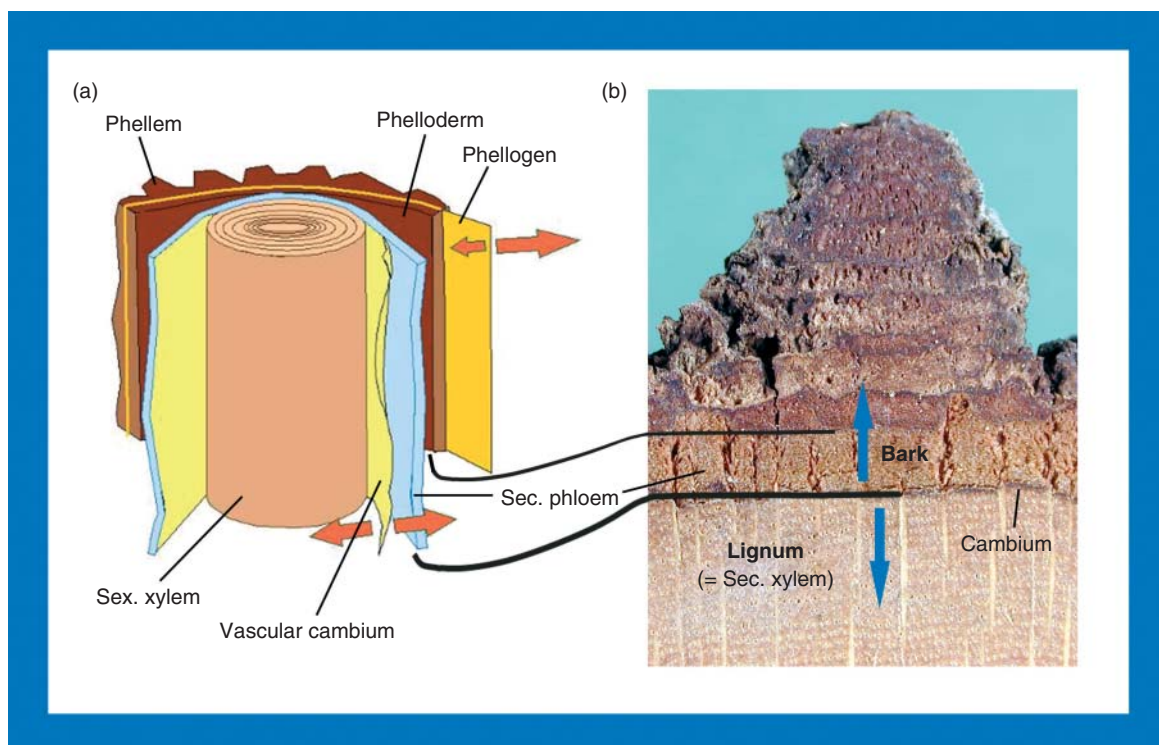 (a)
Phellem
Phelloderm
Phellogen
Sex. xylem
Vascular cambium
Sec. phloem
(b)
Bark
Cambium
Lignum
(= Sec. xylem)